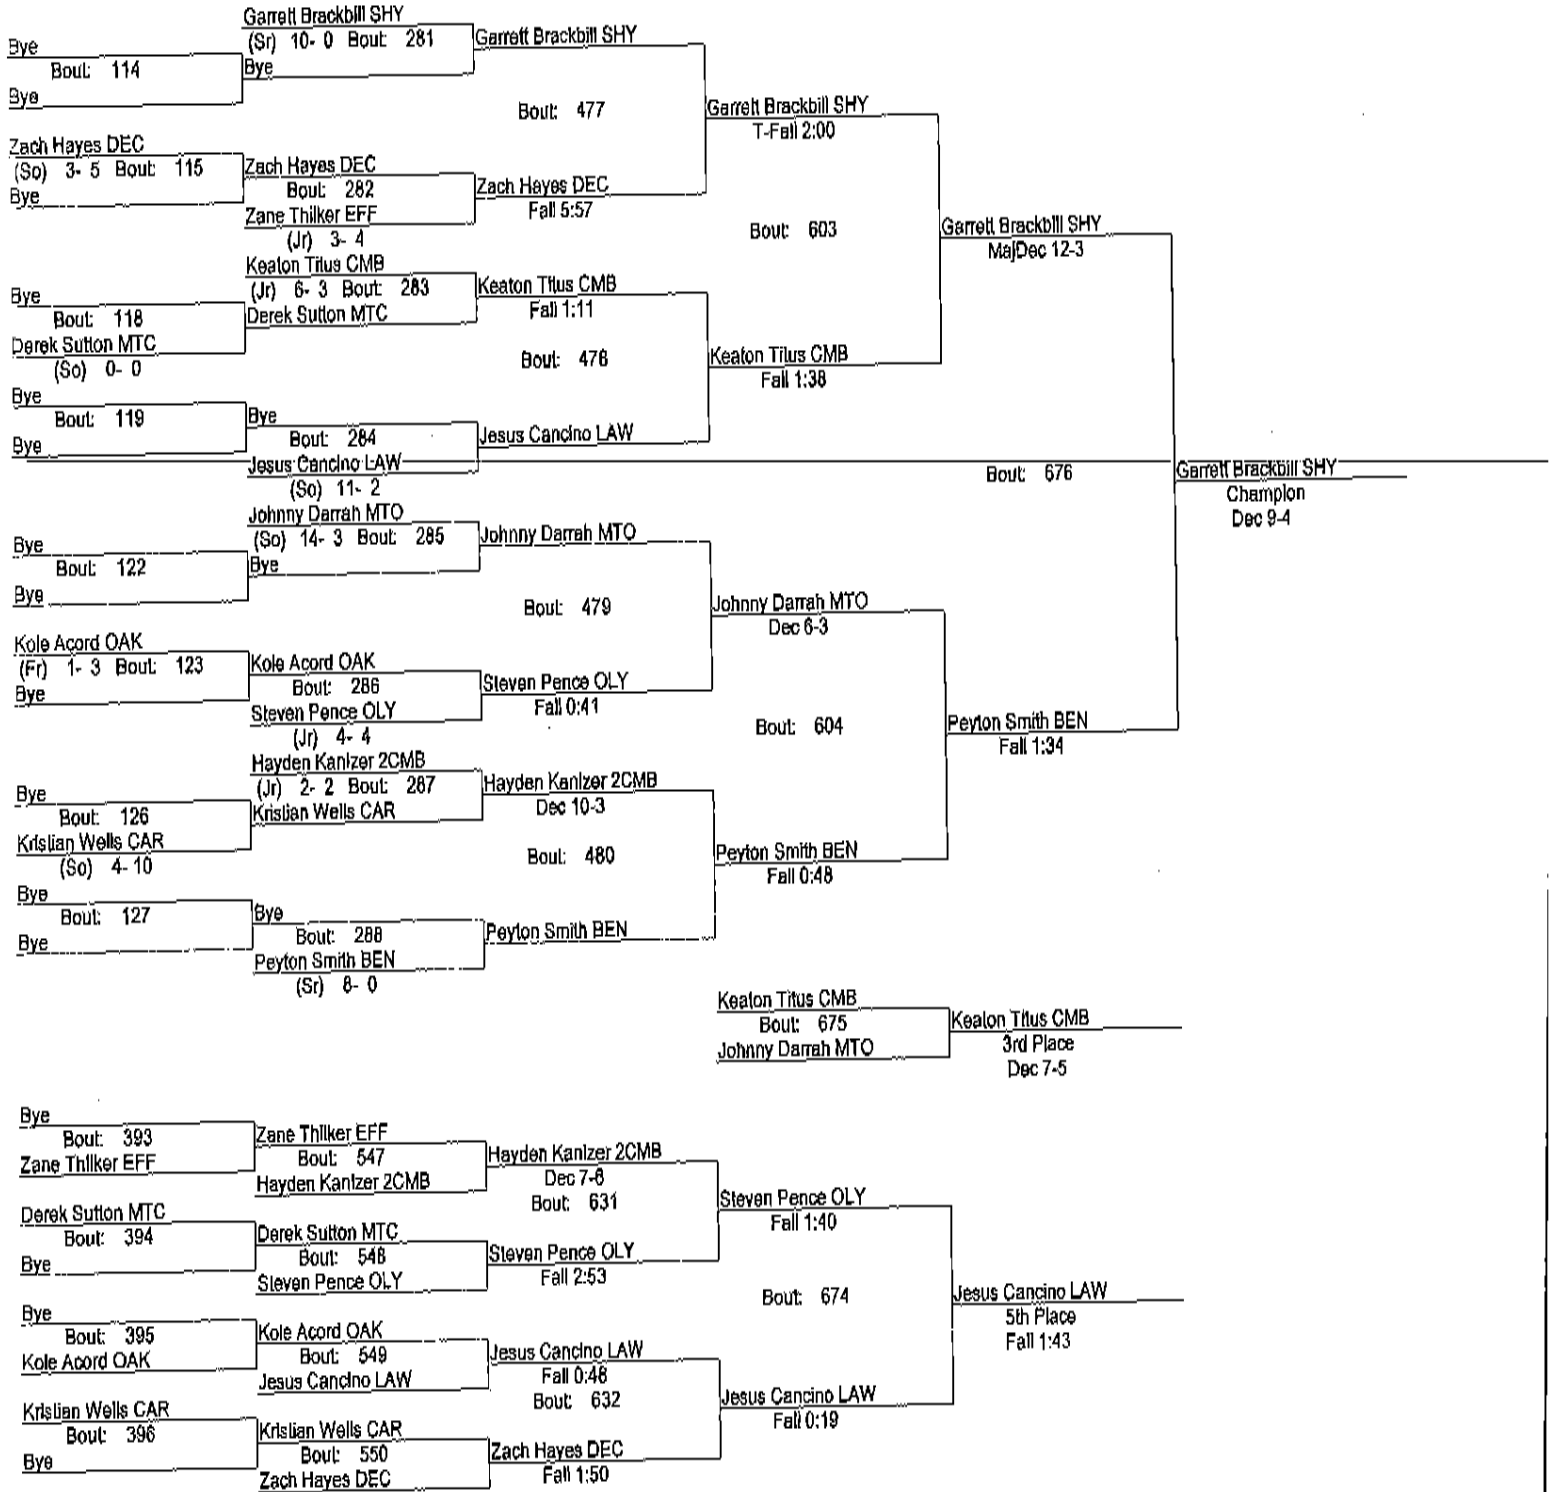 Garrett Brackbill SHY
(Sr) 10- 0 Bout: 281
Garrett Brackbill SHY
Bye
Bout: 114
Bye
Bye
Bout: 477
Garrett Brackbill SHY
T-Fall 2:00
Zach Hayes DEC
(So) 3- 5 Bout: 115
Bye
Zach Hayes DEC
Bout: 282
Zane Thilker EFF
(Jr) 3- 4
Zach Hayes DEC
Fall 5:57
Bout: 603
Garrett Brackbill SHY
MajDec 12-3
Keaton Titus CMB
(Jr) 6- 3 Bout: 283
Derek Sutton MTC
Keaton Titus CMB
Fall 1:11
Bye
Bout: 118
Derek Sutton MTC
(So) 0- 0
Bout: 478
Keaton Titus CMB
Fall 1:38
Bye
Bout: 119
Bye
Bye
Bout: 284
Jesus Cancino LAW
(So) 11- 2
Jesus Cancino LAW
Bout: 676
Garrett Brackbill SHY
Champion
Dec 9-4
Johnny Darrah MTO
(So) 14- 3 Bout: 285
Bye
Johnny Darrah MTO
Bye
Bout: 122
Bye
Bout: 479
Johnny Darrah MTO
Dec 6-3
Kole Acord OAK
(Fr) 1- 3 Bout: 123
Bye
Kole Acord OAK
Bout: 286
Steven Pence OLY
(Jr) 4- 4
Steven Pence OLY
Fall 0:41
Bout: 604
Peyton Smith BEN
Fall 1:34
Hayden Kanizer 2CMB
(Jr) 2- 2 Bout: 287
Kristian Wells CAR
Hayden Kanizer 2CMB
Dec 10-3
Bye
Bout: 126
Kristian Wells CAR
(So) 4- 10
Bout: 480
Peyton Smith BEN
Fall 0:48
Bye
Bout: 127
Bye
Bye
Bout: 288
Peyton Smith BEN
(Sr) 8- 0
Peyton Smith BEN
Keaton Titus CMB
Bout: 675
Johnny Darrah MTO
Keaton Titus CMB
3rd Place
Dec 7-5
Bye
Bout: 393
Zane Thilker EFF
Zane Thilker EFF
Bout: 547
Hayden Kanizer 2CMB
Hayden Kanizer 2CMB
Dec 7-6
Bout: 631
Steven Pence OLY
Fall 1:40
Derek Sutton MTC
Bout: 394
Bye
Derek Sutton MTC
Bout: 548
Steven Pence OLY
Steven Pence OLY
Fall 2:53
Bout: 674
Jesus Cancino LAW
5th Place
Fall 1:43
Bye
Bout: 395
Kole Acord OAK
Kole Acord OAK
Bout: 549
Jesus Cancino LAW
Jesus Cancino LAW
Fall 0:48
Bout: 632
Jesus Cancino LAW
Fall 0:19
Kristian Wells CAR
Bout: 396
Bye
Kristian Wells CAR
Bout: 550
Zach Hayes DEC
Zach Hayes DEC
Fall 1:50